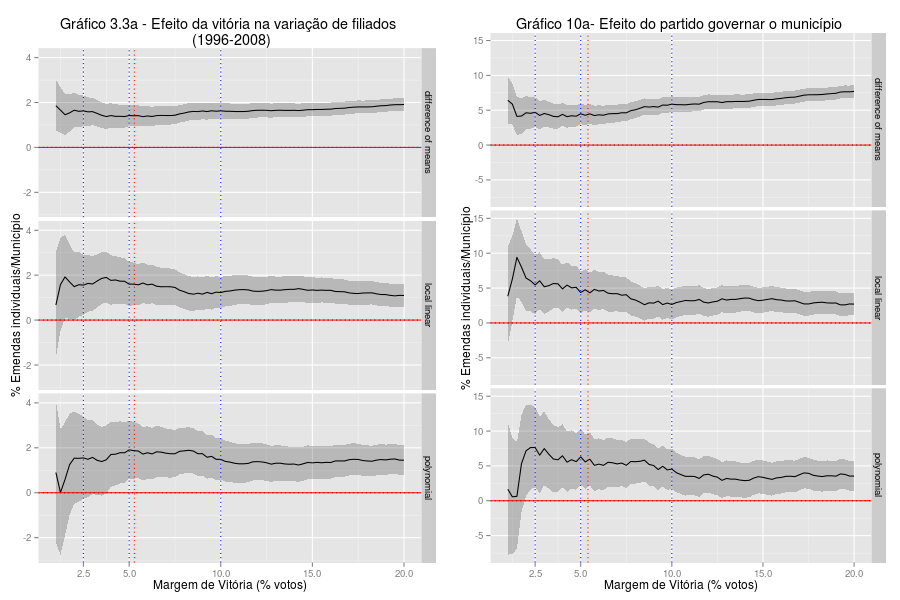 Gráfico 3.3a - Efeito da vitória na variação de filiados
(1996-2008)
% Emendas individuais/Município
4
2
0
-2
difference of means
4
2
0
-2
local linear
4
2
0
-2
polynomial
2.5 5.0 10.0 15.0 20.0
Margem de Vitória (% votos)
Gráfico 10a- Efeito do partido governar o município
% Emendas individuais/Município
15
10
5
0
-5
difference of means
15
10
5
0
-5
local linear
15
10
5
0
-5
polynomial
2.5 5.0 10.0 15.0 20.0
Margem de Vitória (% votos)